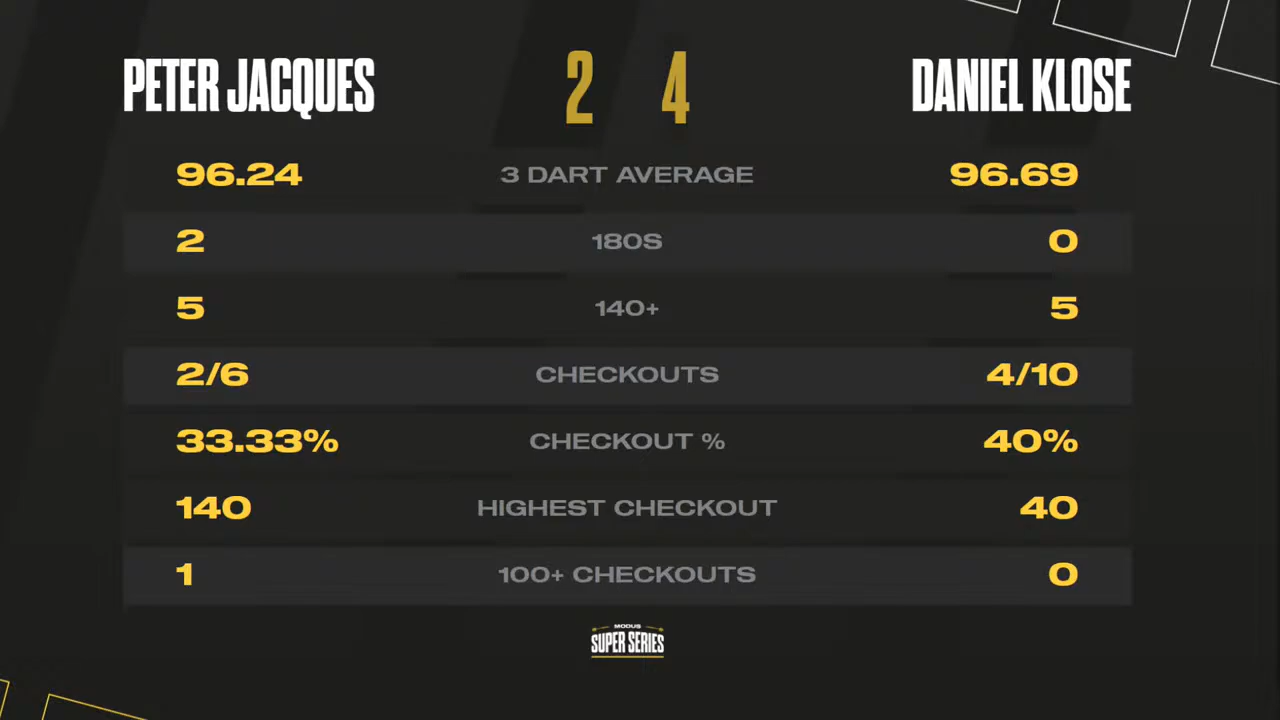 PETER JACQUES 2 4 DANIEL KLOSE
96.24 3 DART AVERAGE 96.69
2 180S 0
5 140+ 5
2/6 CHECKOUTS 4/10
33.33% CHECKOUT % 40%
140 HIGHEST CHECKOUT 40
1 100+ CHECKOUTS 0
MODUS
SUPER SERIES